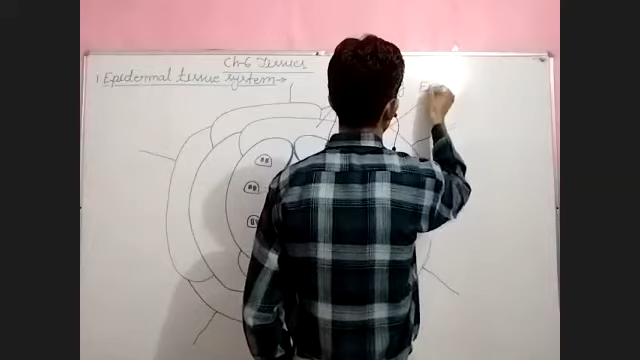 Ch-6 Tissues
1 Epidermal tissue system →